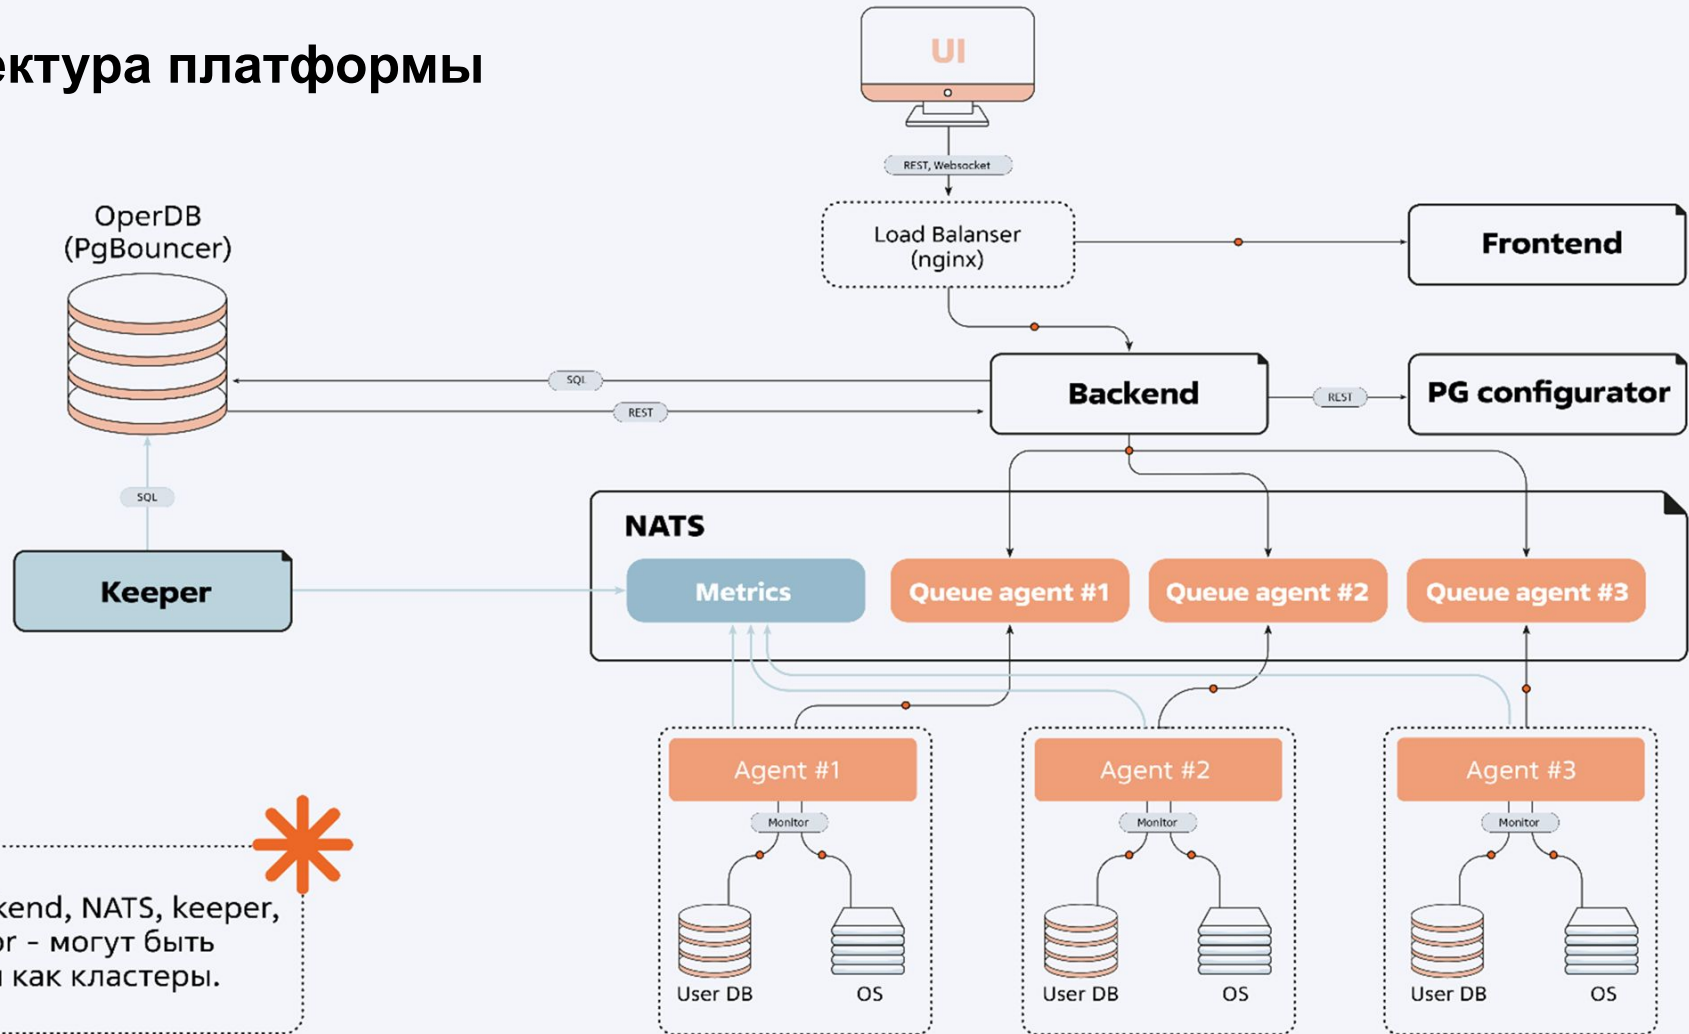 ектура платформы
UI
REST, Websocket
OperDB
(PgBouncer)
Load Balanser
(nginx)
Frontend
SQL
REST
Backend
REST
PG configurator
SQL
NATS
Keeper
Metrics
Queue agent #1
Queue agent #2
Queue agent #3
Agent #1
Agent #2
Agent #3
Monitor
Monitor
Monitor
kend, NATS, keeper,
or - могут быть
как кластеры.
User DB
OS
User DB
OS
User DB
OS